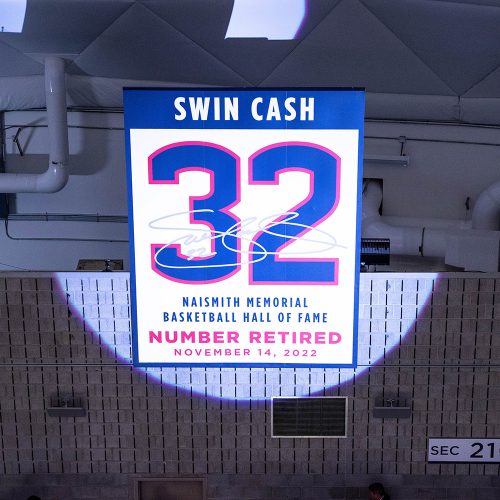 SWIN CASH
32
NAISMITH MEMORIAL
BASKETBALL HALL OF FAME
NUMBER RETIRED
NOVEMBER 14, 2022
SEC 21